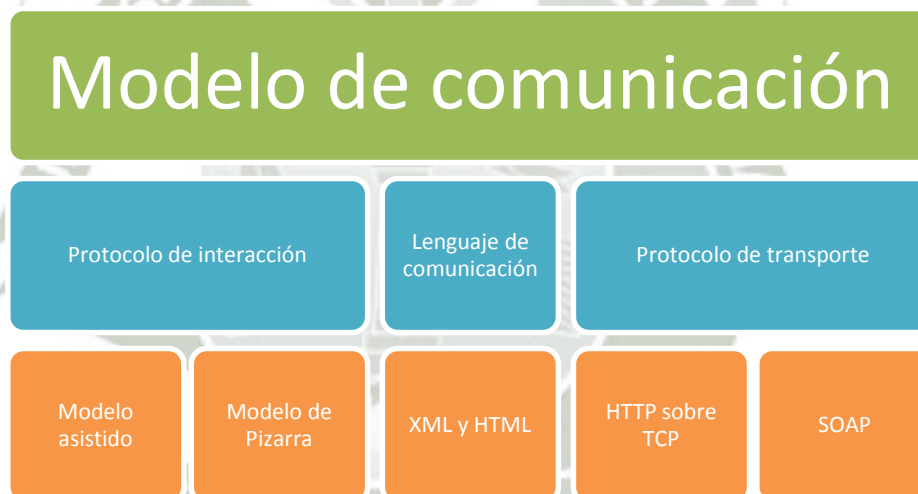 Modelo de comunicación
Protocolo de interacción
Lenguaje de
comunicación
Protocolo de transporte
Modelo
asistido
Modelo de
Pizarra
XML y HTML
HTTP sobre
TCP
SOAP